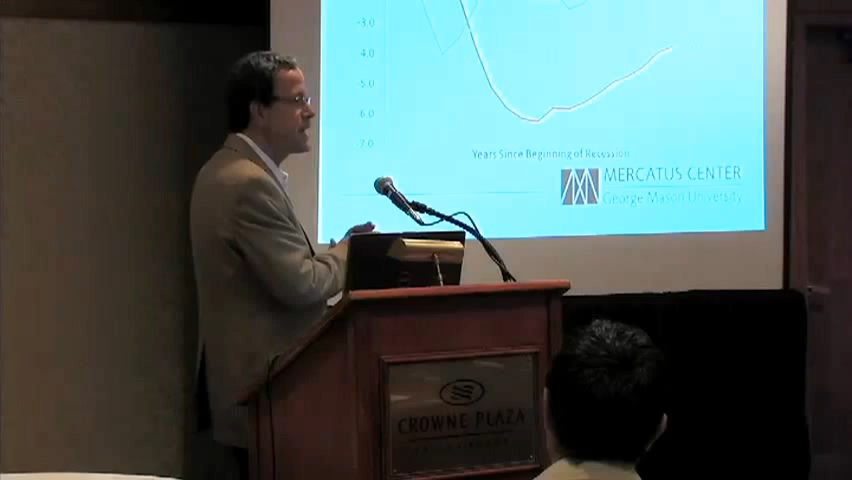 -3.0
4.0
5.0
6.0
7.0
Years Since Beginning of Recession
MERCATUS CENTER
George Mason University
CROWNE PLAZA